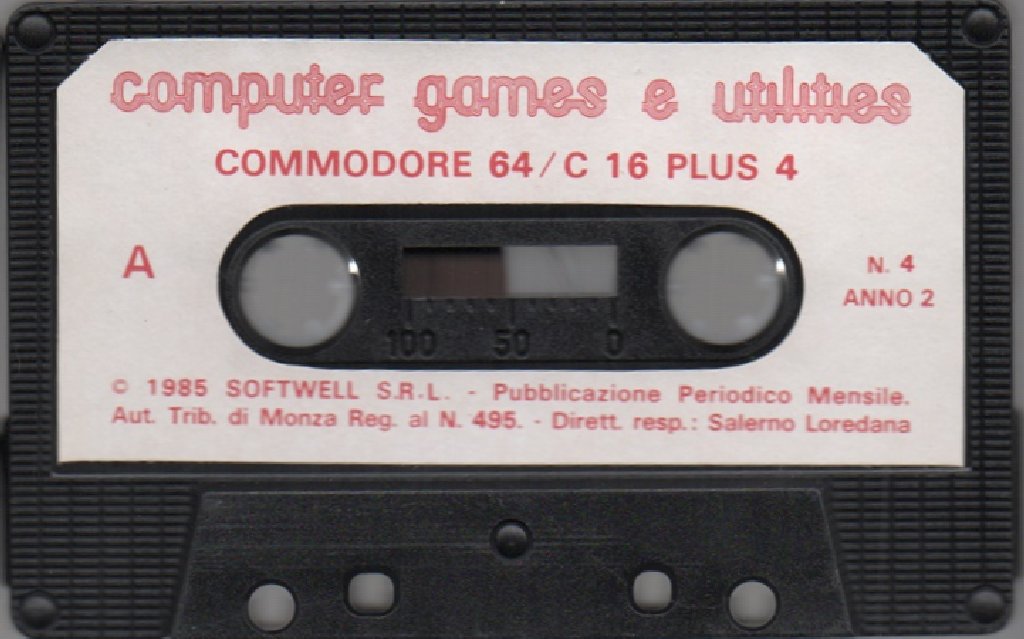 computer games e utilities
COMMODORE 64/C 16 PLUS 4
A
N. 4
ANNO 2
100 50 0
© 1985 SOFTWELL S.R.L. - Pubblicazione Periodico Mensile.
Aut. Trib. di Monza Reg. al N. 495. - Dirett. resp.: Salerno Loredana